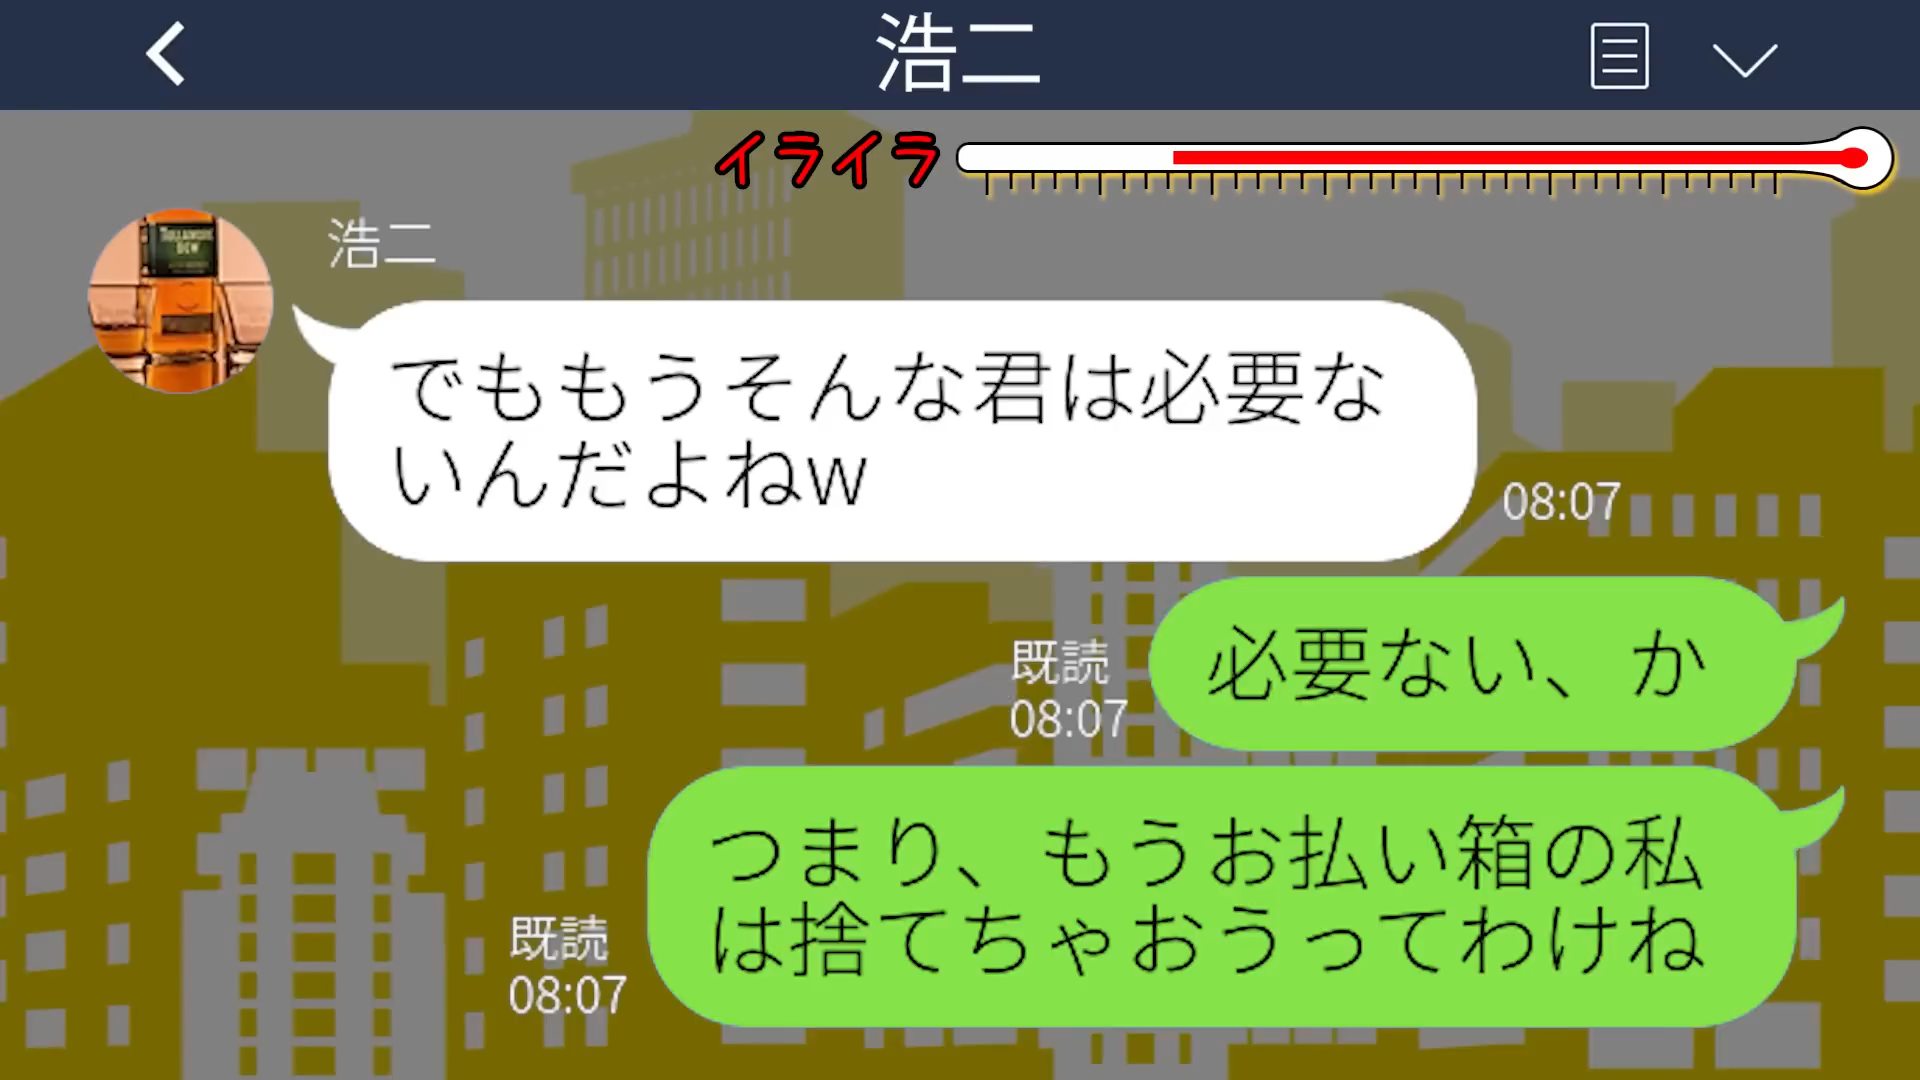 浩二
イライラ
浩二
でももうそんな君は必要な
いんだよねw
08:07
必要ない、か
既読
08:07
つまり、もうお払い箱の私
は捨てちゃおうってわけね
既読
08:07